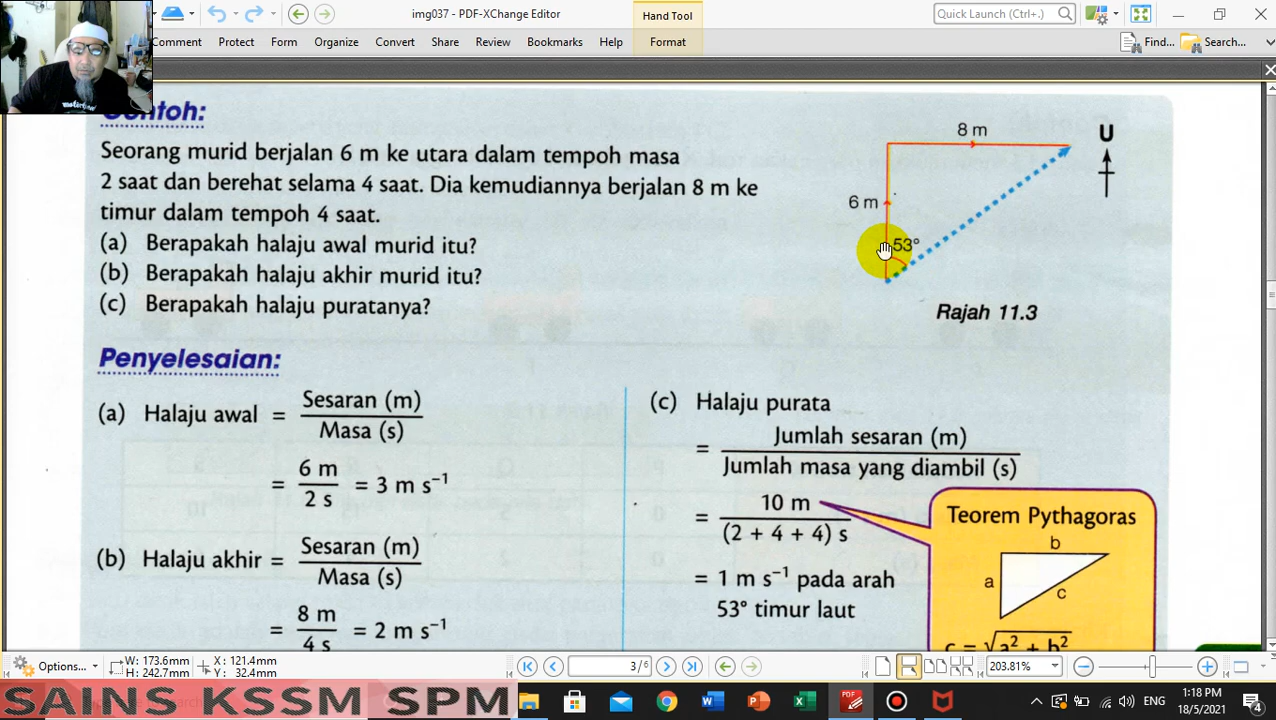 img037 - PDF-XChange Editor
Hand Tool
Quick Launch (Ctrl+.)
Comment Protect Form Organize Convert Share Review Bookmarks Help Format
Find... Search...
Contoh:
Seorang murid berjalan 6 m ke utara dalam tempoh masa
2 saat dan berehat selama 4 saat. Dia kemudiannya berjalan 8 m ke
timur dalam tempoh 4 saat.
(a) Berapakah halaju awal murid itu?
(b) Berapakah halaju akhir murid itu?
(c) Berapakah halaju puratanya?
8 m
U
6 m
53°
Rajah 11.3
Penyelesaian:
(a) Halaju awal = Sesaran (m) / Masa (s)
= 6 m / 2 s = 3 m s⁻¹
(b) Halaju akhir = Sesaran (m) / Masa (s)
= 8 m / 4 s = 2 m s⁻¹
(c) Halaju purata
= Jumlah sesaran (m) / Jumlah masa yang diambil (s)
= 10 m / (2 + 4 + 4) s
= 1 m s⁻¹ pada arah
53° timur laut
Teorem Pythagoras
b
a
c
c = √a² + b²
Options...
W: 173.6mm
H: 242.7mm
X: 121.4mm
Y: 32.4mm
3/6
203.81%
SAINS KSSM SPM
ENG
1:18 PM
18/5/2021
4